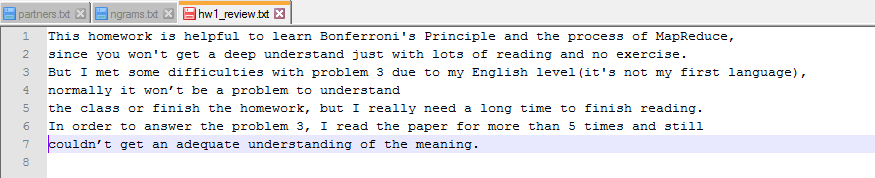 partners.txt ngrams.txt hw1_review.txt
1 This homework is helpful to learn Bonferroni's Principle and the process of MapReduce,
2 since you won't get a deep understand just with lots of reading and no exercise.
3 But I met some difficulties with problem 3 due to my English level(it's not my first language),
4 normally it won’t be a problem to understand
5 the class or finish the homework, but I really need a long time to finish reading.
6 In order to answer the problem 3, I read the paper for more than 5 times and still
7 couldn’t get an adequate understanding of the meaning.
8